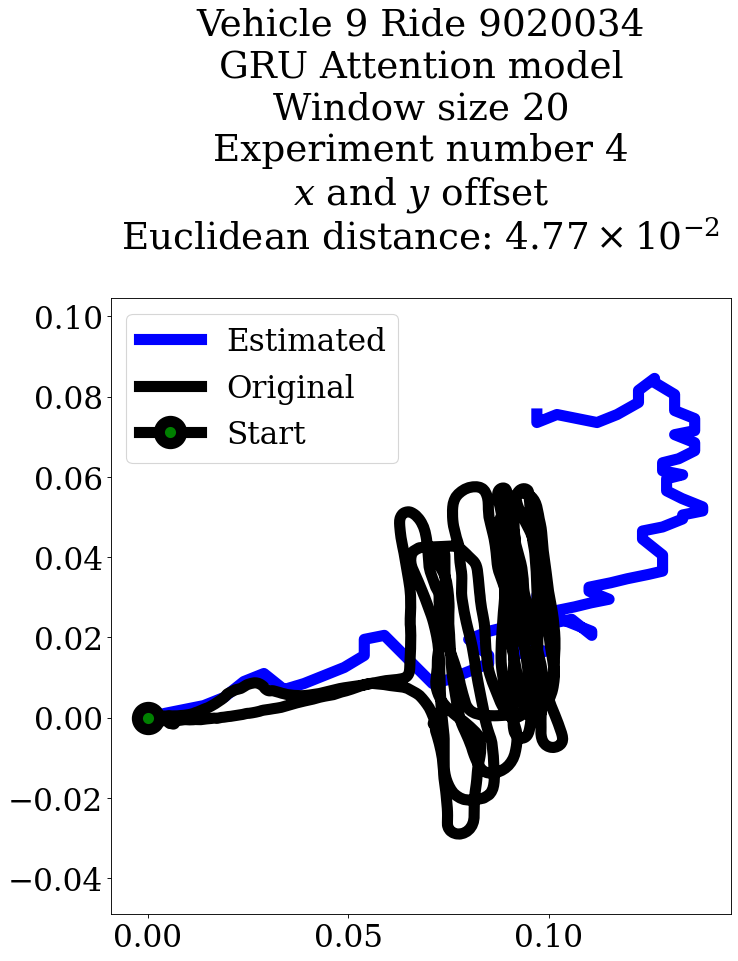 Vehicle 9 Ride 9020034
GRU Attention model
Window size 20
Experiment number 4
x and y offset
Euclidean distance: 4.77 × 10⁻²
Estimated
Original
Start
0.10
0.08
0.06
0.04
0.02
0.00
−0.02
−0.04
0.00 0.05 0.10